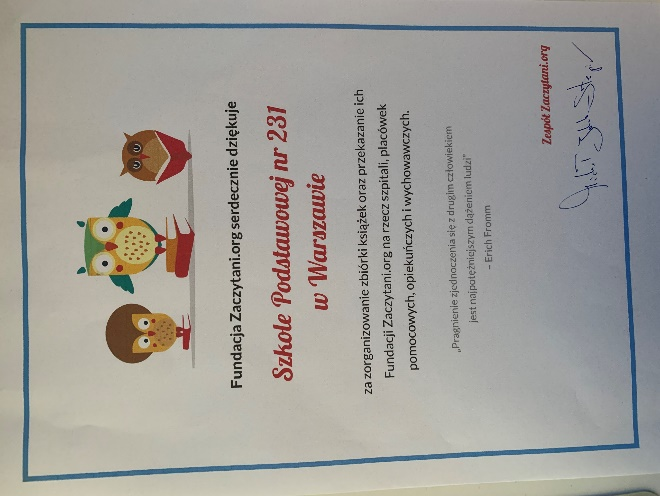 Fundacja Zaczytani.org serdecznie dziękuje
Szkole Podstawowej nr 231
w Warszawie
za zorganizowanie zbiórki książek oraz przekazanie ich
Fundacji Zaczytani.org na rzecz szpitali, placówek
pomocowych, opiekuńczych i wychowawczych.
„Pragnienie zjednoczenia się z drugim człowiekiem
jest najpotężniejszym dążeniem ludzi”
– Erich Fromm
Zespół Zaczytani.org